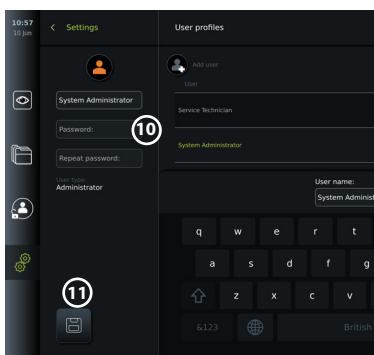 10:57
10 Jun
Settings
User profiles
Add user
User
System Administrator
Service Technician
Password:
10
System Administrator
Repeat password:
User type:
Administrator
User name:
System Administ
q w e r t
a s d f g
11
z x c v
&123
British